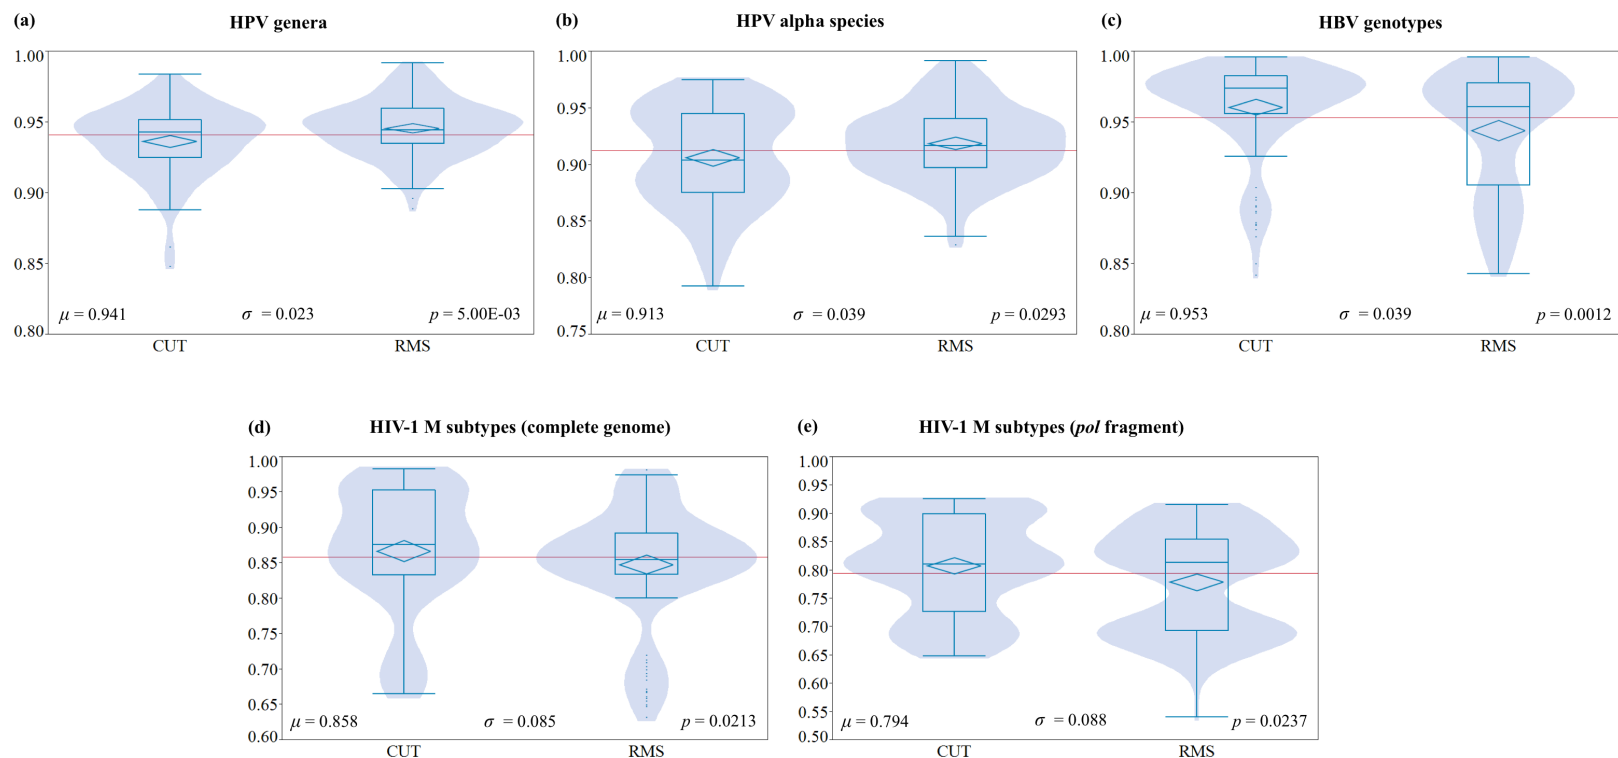 (a) HPV genera
1.00
0.95
0.90
0.85
0.80
μ = 0.941 σ = 0.023 p = 5.00E-03
CUT RMS
(b) HPV alpha species
1.00
0.95
0.90
0.85
0.80
0.75
μ = 0.913 σ = 0.039 p = 0.0293
CUT RMS
(c) HBV genotypes
1.00
0.95
0.90
0.85
0.80
μ = 0.953 σ = 0.039 p = 0.0012
CUT RMS
(d) HIV-1 M subtypes (complete genome)
1.00
0.95
0.90
0.85
0.80
0.75
0.70
0.65
0.60
μ = 0.858 σ = 0.085 p = 0.0213
CUT RMS
(e) HIV-1 M subtypes (pol fragment)
1.00
0.95
0.90
0.85
0.80
0.75
0.70
0.65
0.60
0.55
0.50
μ = 0.794 σ = 0.088 p = 0.0237
CUT RMS